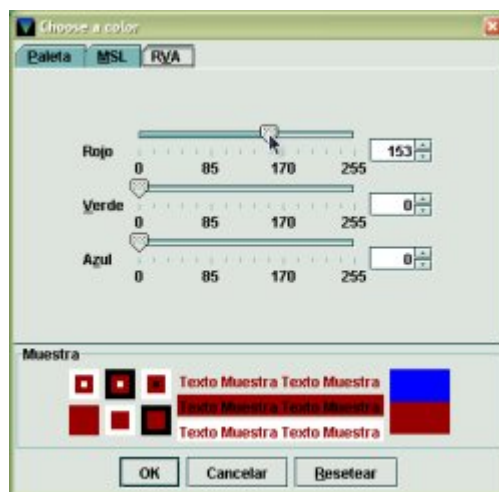 Choose a color
Paleta MSL RVA
Rojo 153
0 85 170 255
Verde 0
0 85 170 255
Azul 0
0 85 170 255
Muestra
Texto Muestra Texto Muestra
Texto Muestra Texto Muestra
Texto Muestra Texto Muestra
OK Cancelar Resetear